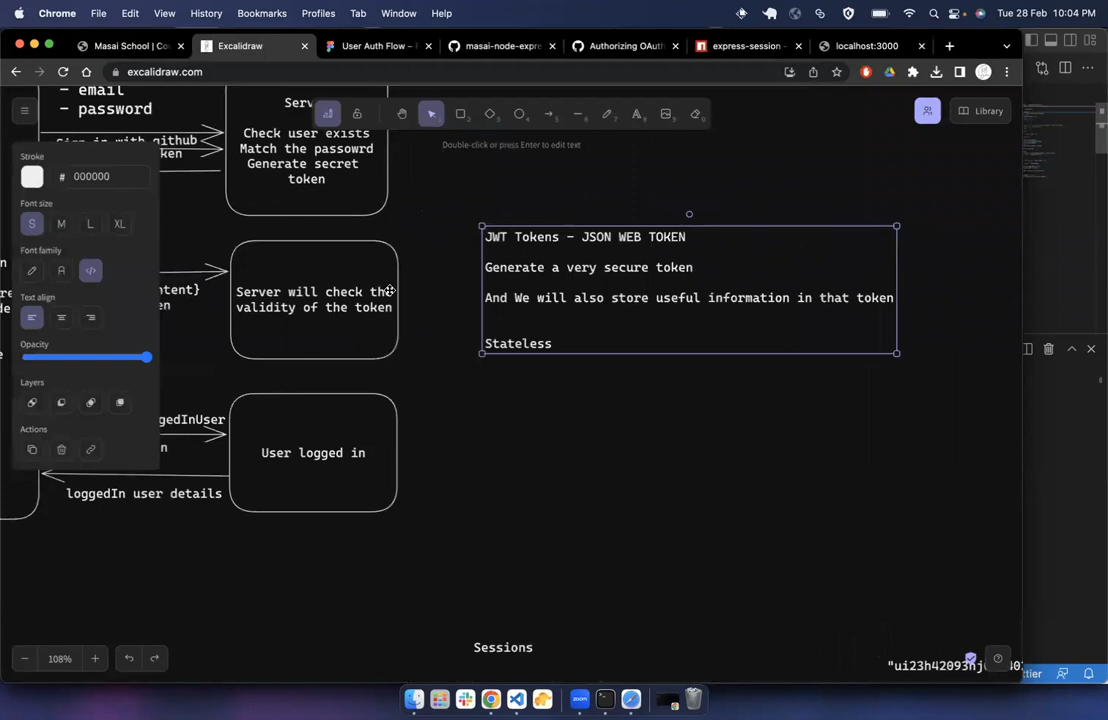 Chrome File Edit View History Bookmarks Profiles Tab Window Help Tue 28 Feb 10:04 PM
Masai School | Co
Excalidraw
User Auth Flow –
masai-node-expre
Authorizing OAuth
express-session -
localhost:3000
excalidraw.com
Library
- email
- password
Sign in with github
Check user exists
Match the passowrd
Generate secret
token
Double-click or press Enter to edit text
Stroke
# 000000
Font size
S M L XL
Font family
A
Text align
Opacity
Layers
Actions
JWT Tokens - JSON WEB TOKEN
Generate a very secure token
And We will also store useful information in that token
Stateless
Server will check the
validity of the token
gedInUser
User logged in
loggedIn user details
Sessions
108%
zoom